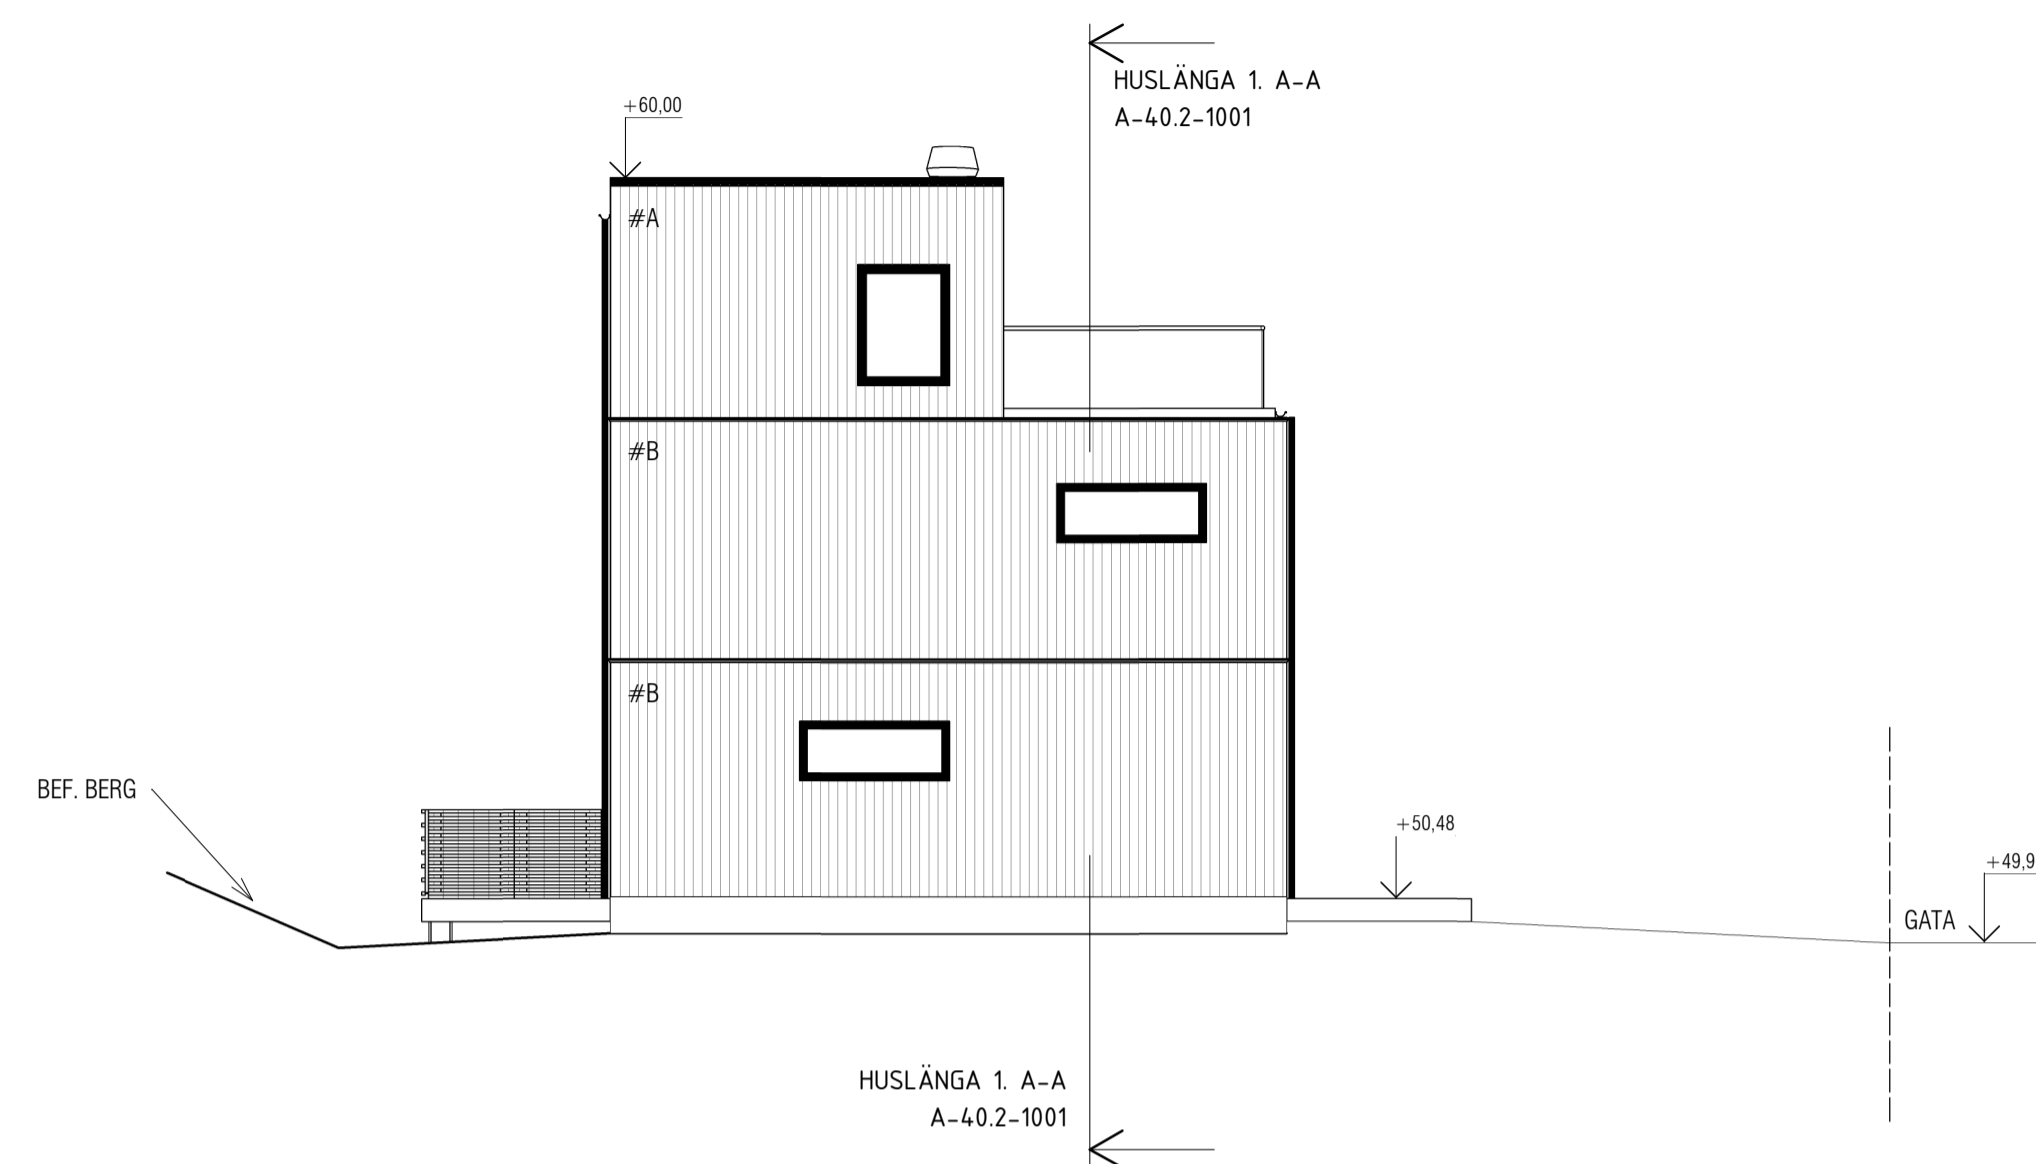 HUSLÄNGA 1. A-A
A-40.2-1001
+60,00
#A
#B
#B
BEF. BERG
+50,48
+49,9
GATA
HUSLÄNGA 1. A-A
A-40.2-1001